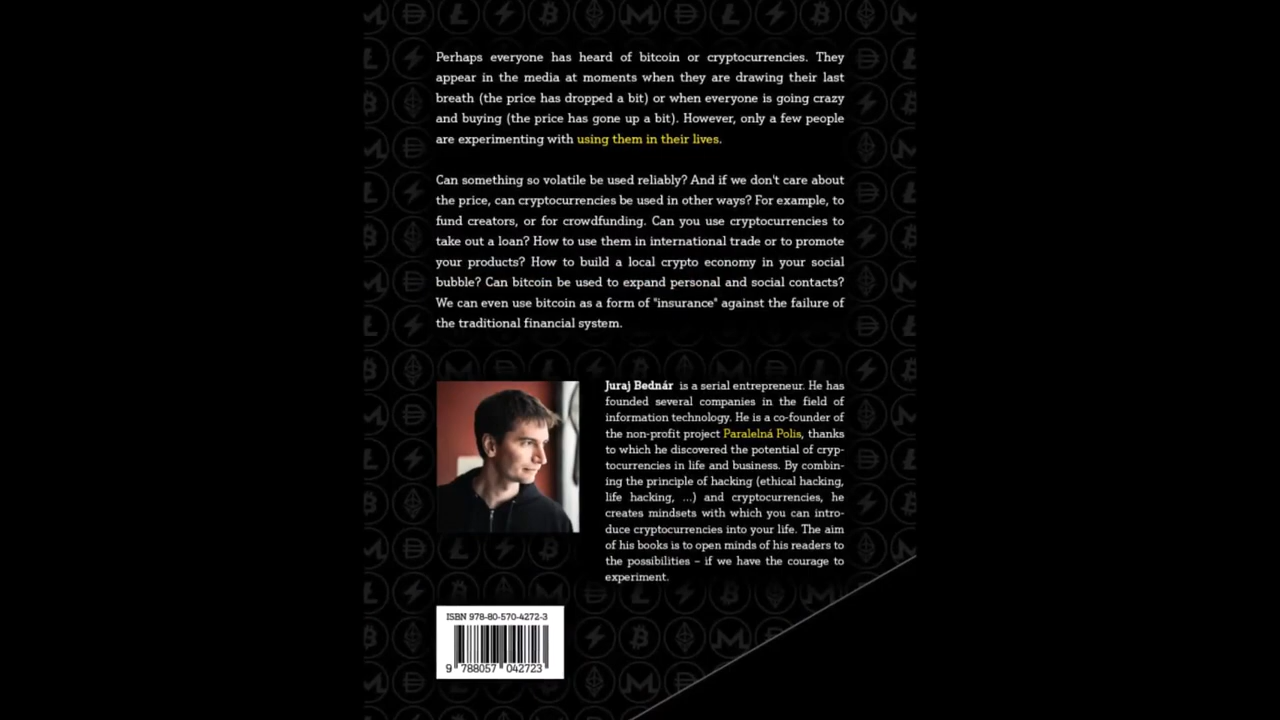 Perhaps everyone has heard of bitcoin or cryptocurrencies. They
appear in the media at moments when they are drawing their last
breath (the price has dropped a bit) or when everyone is going crazy
and buying (the price has gone up a bit). However, only a few people
are experimenting with using them in their lives.
Can something so volatile be used reliably? And if we don't care about
the price, can cryptocurrencies be used in other ways? For example, to
fund creators, or for crowdfunding. Can you use cryptocurrencies to
take out a loan? How to use them in international trade or to promote
your products? How to build a local crypto economy in your social
bubble? Can bitcoin be used to expand personal and social contacts?
We can even use bitcoin as a form of "insurance" against the failure of
the traditional financial system.
Juraj Bednár is a serial entrepreneur. He has
founded several companies in the field of
information technology. He is a co-founder of
the non-profit project Paralelná Polis, thanks
to which he discovered the potential of cryp-
tocurrencies in life and business. By combin-
ing the principle of hacking (ethical hacking,
life hacking, ...) and cryptocurrencies, he
creates mindsets with which you can intro-
duce cryptocurrencies into your life. The aim
of his books is to open minds of his readers to
the possibilities – if we have the courage to
experiment.
ISBN 978-80-570-4272-3
9 788057 042723